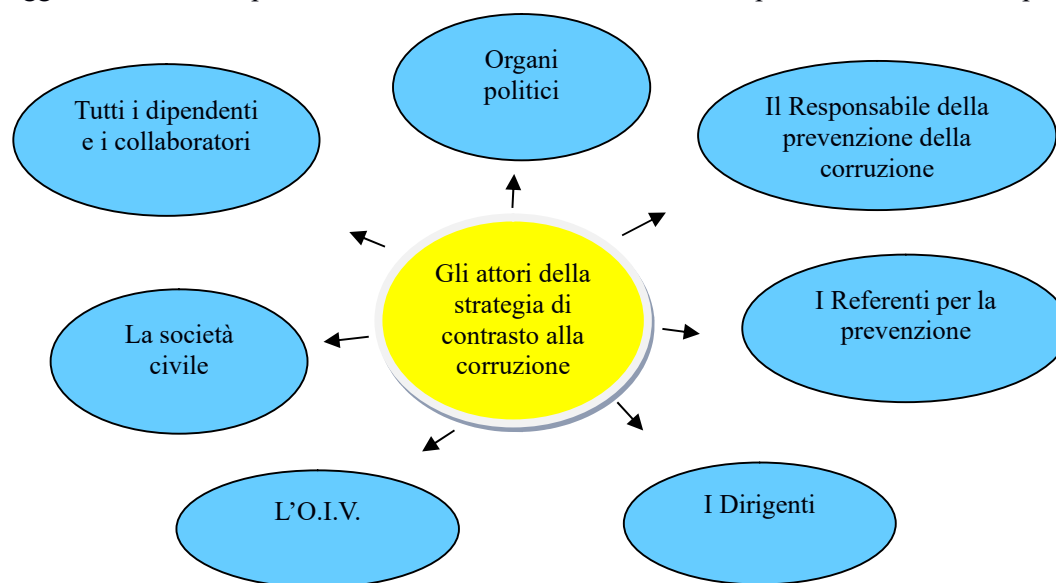 Organi
politici
Tutti i dipendenti
e i collaboratori
Il Responsabile della
prevenzione della
corruzione
Gli attori della
strategia di
contrasto alla
corruzione
I Referenti per la
prevenzione
La società
civile
L’O.I.V.
I Dirigenti